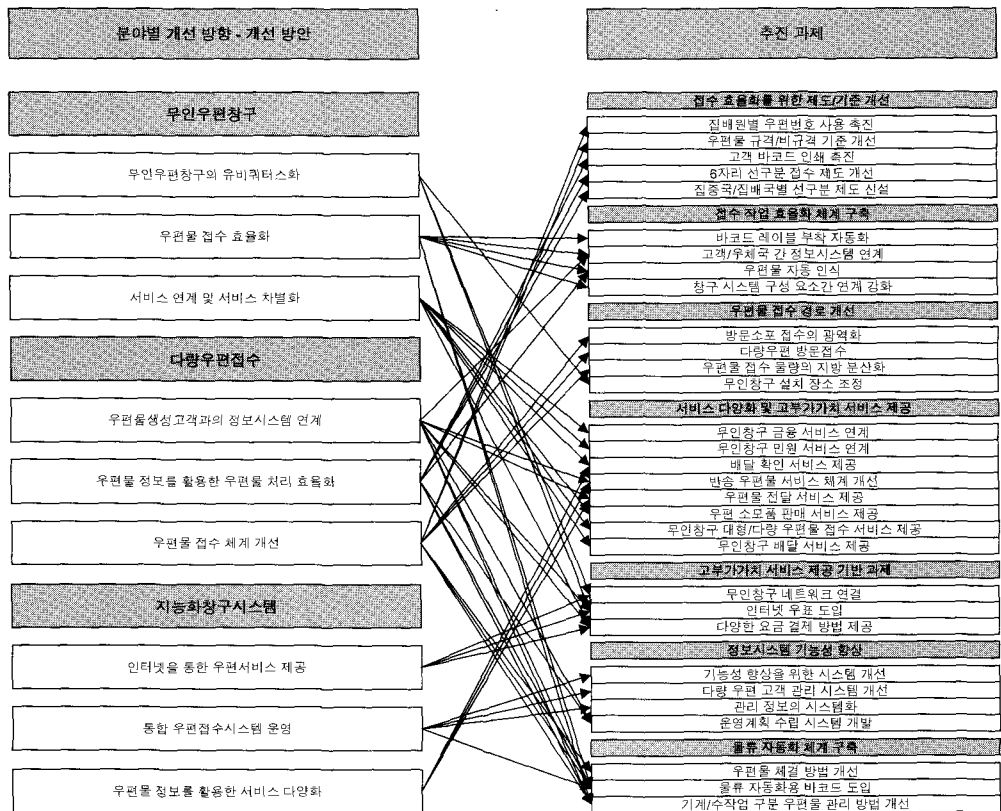 분야별 개선 방향 - 개선 방안
무인우편창구
무인우편창구의 유비쿼터스화
우편물 접수 효율화
서비스 연계 및 서비스 차별화
다량우편접수
우편물생성고객과의 정보시스템 연계
우편물 정보를 활용한 우편물 처리 효율화
우편물 접수 체계 개선
지능화창구시스템
인터넷을 통한 우편서비스 제공
통합 우편접수시스템 운영
우편물 정보를 활용한 서비스 다양화
추진 과제
접수 효율화를 위한 제도/기준 개선
집배원별 우편번호 사용 촉진
우편물 규격/비규격 기준 개선
고객 바코드 인쇄 촉진
6자리 선구분 접수 제도 개선
집중국/집배국별 선구분 제도 신설
접수 작업 효율화 체계 구축
바코드 레이블 부착 자동화
고객/우체국 간 정보시스템 연계
우편물 자동 인식
창구 시스템 구성 요소간 연계 강화
우편물 접수 경로 개선
방문소포 접수의 광역화
다량우편 방문접수
우편물 접수 물량의 지방 분산화
무인창구 설치 장소 조정
서비스 다양화 및 고부가가치 서비스 제공
무인창구 금융 서비스 연계
무인창구 민원 서비스 연계
배달 확인 서비스 제공
반송 우편물 서비스 체계 개선
우편물 전달 서비스 제공
우편 소모품 판매 서비스 제공
무인창구 대형/다량 우편물 접수 서비스 제공
무인창구 배달 서비스 제공
고부가가치 서비스 제공 기반 과제
무인창구 네트워크 연결
인터넷 우표 도입
다양한 요금 결제 방법 제공
정보시스템 기능성 향상
기능성 향상을 위한 시스템 개선
다량 우편 고객 관리 시스템 개선
관리 정보의 시스템화
운영계획 수립 시스템 개발
물류 자동화 체계 구축
우편물 체결 방법 개선
물류 자동화용 바코드 도입
기계/수작업 구분 우편물 관리 방법 개선